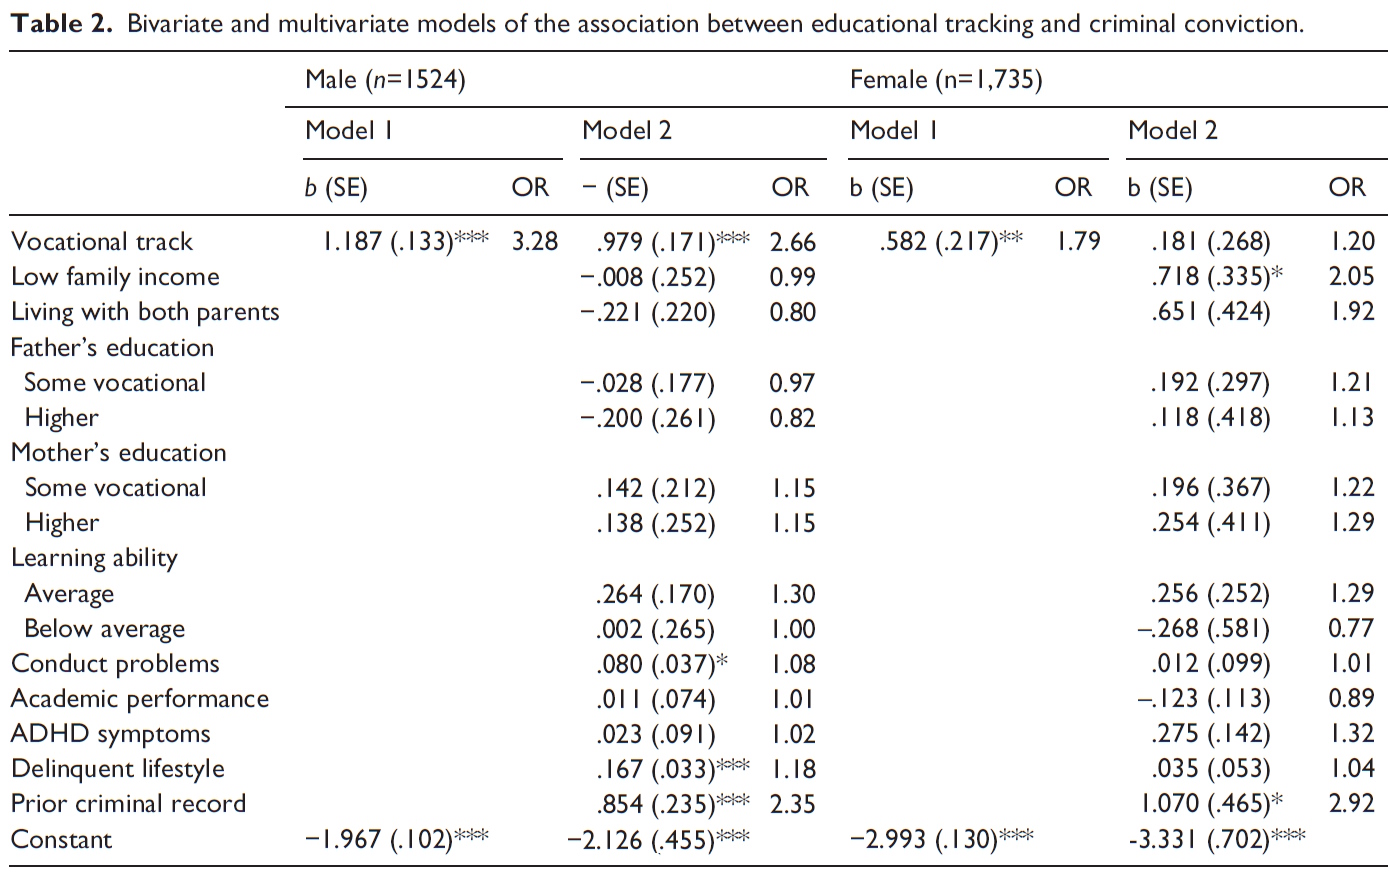 Table 2. Bivariate and multivariate models of the association between educational tracking and criminal conviction.
Male (n=1524) Female (n=1,735)
Model 1 Model 2 Model 1 Model 2
b (SE) OR − (SE) OR b (SE) OR b (SE) OR
Vocational track 1.187 (.133)*** 3.28 .979 (.171)*** 2.66 .582 (.217)** 1.79 .181 (.268) 1.20
Low family income −.008 (.252) 0.99 .718 (.335)* 2.05
Living with both parents −.221 (.220) 0.80 .651 (.424) 1.92
Father's education
Some vocational −.028 (.177) 0.97 .192 (.297) 1.21
Higher −.200 (.261) 0.82 .118 (.418) 1.13
Mother's education
Some vocational .142 (.212) 1.15 .196 (.367) 1.22
Higher .138 (.252) 1.15 .254 (.411) 1.29
Learning ability
Average .264 (.170) 1.30 .256 (.252) 1.29
Below average .002 (.265) 1.00 –.268 (.581) 0.77
Conduct problems .080 (.037)* 1.08 .012 (.099) 1.01
Academic performance .011 (.074) 1.01 –.123 (.113) 0.89
ADHD symptoms .023 (.091) 1.02 .275 (.142) 1.32
Delinquent lifestyle .167 (.033)*** 1.18 .035 (.053) 1.04
Prior criminal record .854 (.235)*** 2.35 1.070 (.465)* 2.92
Constant −1.967 (.102)*** −2.126 (.455)*** −2.993 (.130)*** -3.331 (.702)***